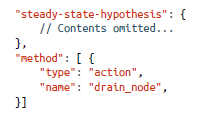 "steady-state-hypothesis": {
    // Contents omitted...
},
"method": [ {
    "type": "action",
    "name": "drain_node",
}]